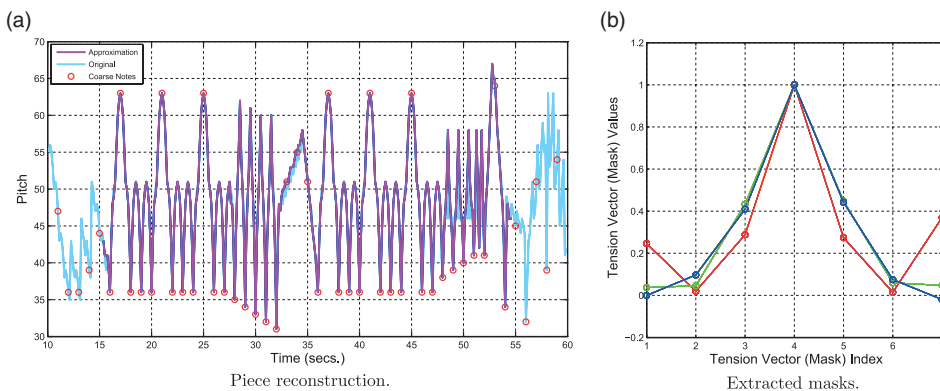 (a)
70
65
60
55
50
45
40
35
30
Pitch
Approximation
Original
Coarse Notes
10 15 20 25 30 35 40 45 50 55 60
Time (secs.)
Piece reconstruction.
(b)
1.2
1
0.8
0.6
0.4
0.2
0
−0.2
Tension Vector (Mask) Values
1 2 3 4 5 6
Tension Vector (Mask) Index
Extracted masks.